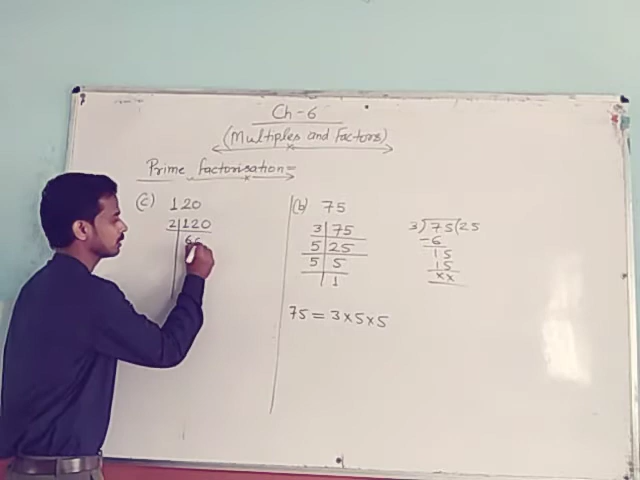 Ch-6
(Multiples and Factors)
Prime factorisation=
(c) 120
2|120
60
(b) 75
3|75
5|25
5|5
1
75 = 3×5×5
3)75(25
-6
15
15
××